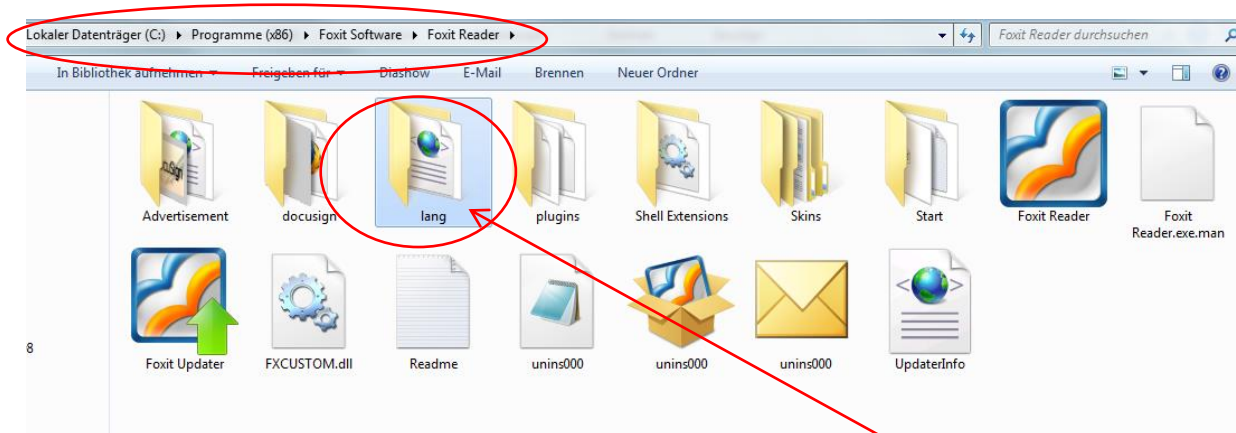 Lokaler Datenträger (C:) ▸ Programme (x86) ▸ Foxit Software ▸ Foxit Reader ▸
Foxit Reader durchsuchen
In Bibliothek aufnehmen Freigeben für Diashow E-Mail Brennen Neuer Ordner
Advertisement docusign lang plugins Shell Extensions Skins Start Foxit Reader Foxit
Reader.exe.man
8
Foxit Updater FXCUSTOM.dll Readme unins000 unins000 unins000 UpdaterInfo